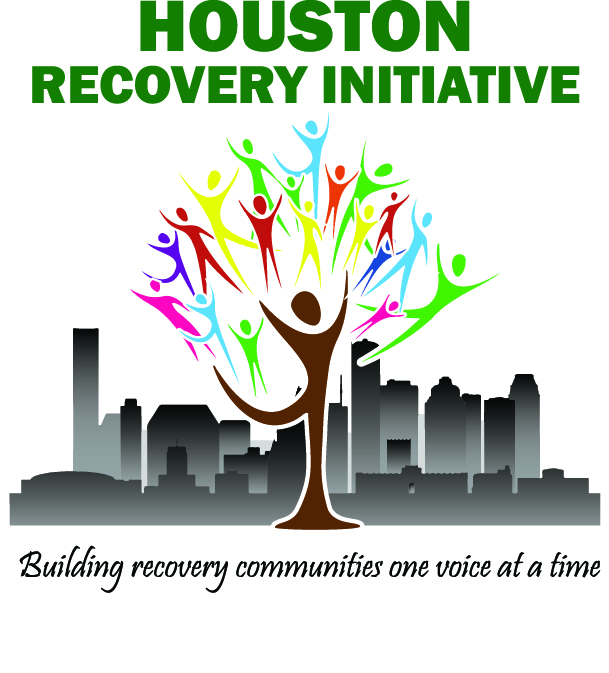 HOUSTON
RECOVERY INITIATIVE
Building recovery communities one voice at a time